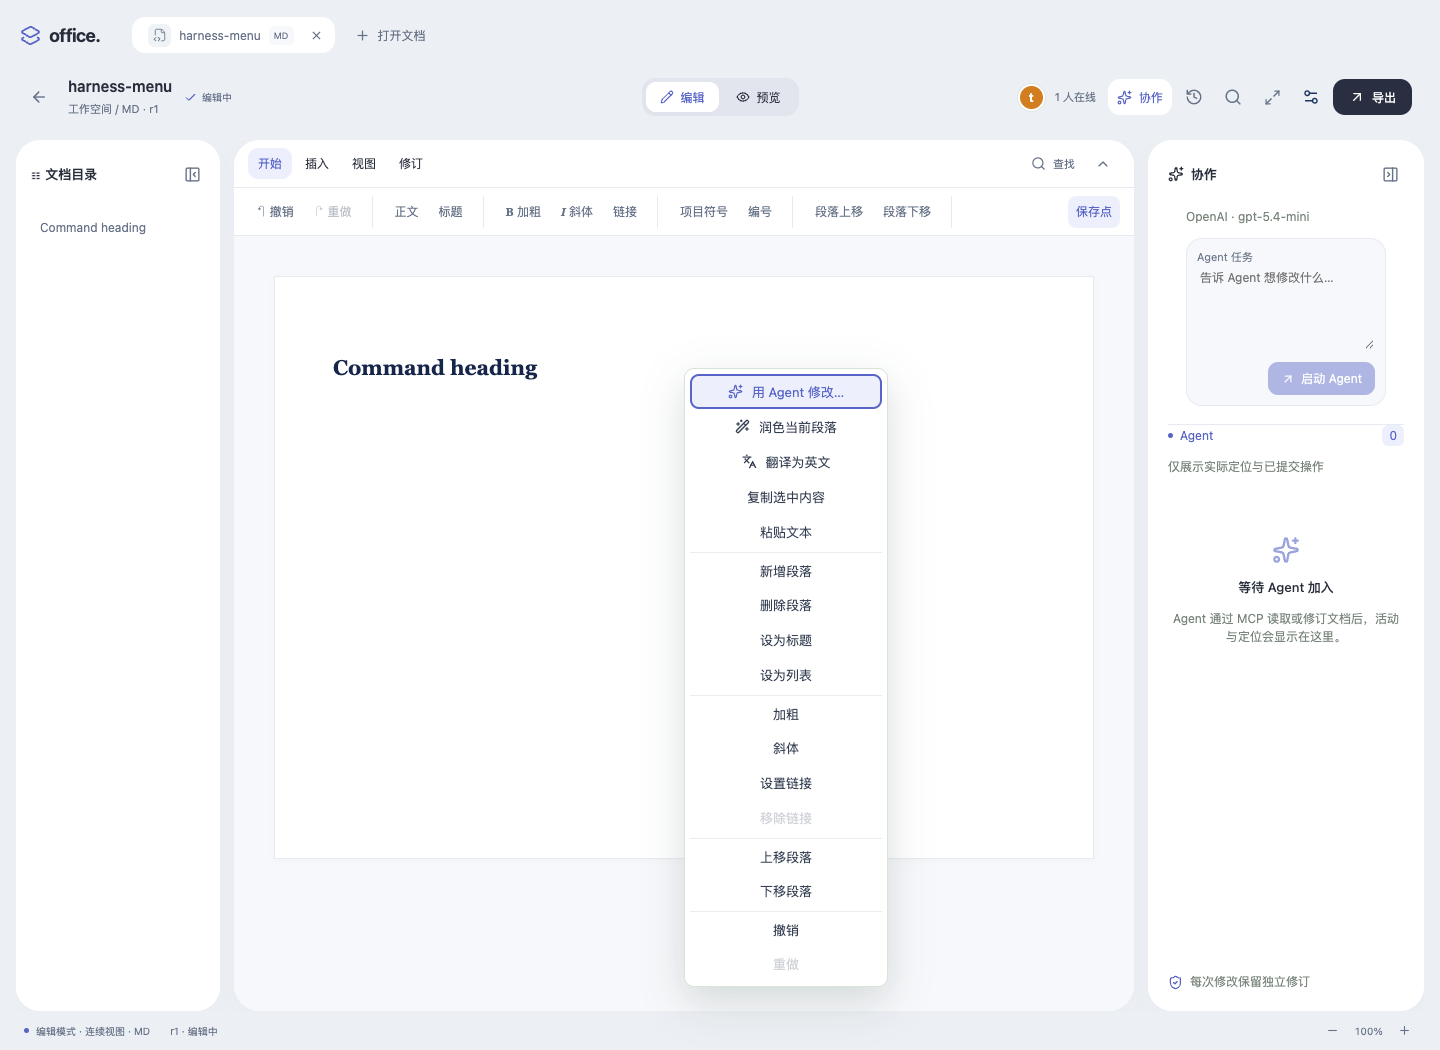 office.
harness-menu MD
打开文档
harness-menu
工作空间 / MD · r1
编辑中
编辑
预览
t
1 人在线
协作
导出
文档目录
Command heading
开始 插入 视图 修订
查找
撤销 重做 正文 标题 B 加粗 I 斜体 链接 项目符号 编号 段落上移 段落下移 保存点
Command heading
用 Agent 修改...
润色当前段落
翻译为英文
复制选中内容
粘贴文本
新增段落
删除段落
设为标题
设为列表
加粗
斜体
设置链接
移除链接
上移段落
下移段落
撤销
重做
协作
OpenAI · gpt-5.4-mini
Agent 任务
告诉 Agent 想修改什么...
启动 Agent
Agent 0
仅展示实际定位与已提交操作
等待 Agent 加入
Agent 通过 MCP 读取或修订文档后，活动
与定位会显示在这里。
每次修改保留独立修订
编辑模式 · 连续视图 · MD r1 · 编辑中
100%